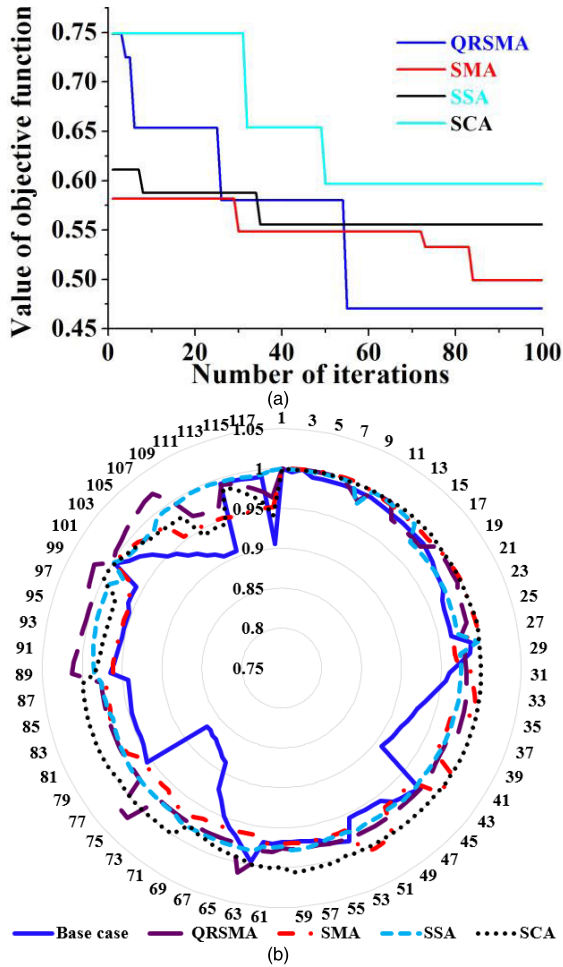 Value of objective function
0.75
0.70
0.65
0.60
0.55
0.50
0.45
QRSMA
SMA
SSA
SCA
0 20 40 60 80 100
Number of iterations
(a)
1 3 5 7 9 11 13 15 17 19 21 23 25 27 29 31 33 35 37 39 41 43 45 47 49 51 53 55 57 59 61 63 65 67 69 71 73 75 77 79 81 83 85 87 89 91 93 95 97 99 101 103 105 107 109 111 113 115 117
1.05
1
0.95
0.9
0.85
0.8
0.75
Base case QRSMA SMA SSA SCA
(b)